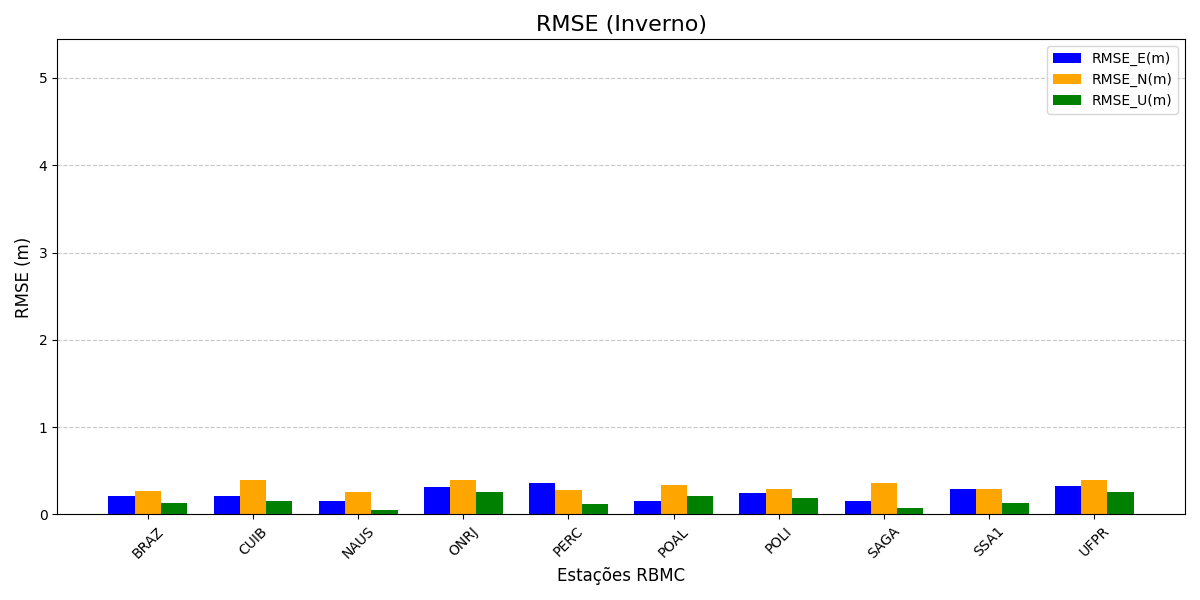 RMSE (Inverno)
RMSE_E(m)
RMSE_N(m)
RMSE_U(m)
RMSE (m)
5
4
3
2
1
0
BRAZ
CUIB
NAUS
ONRJ
PERC
POAL
POLI
SAGA
SSA1
UFPR
Estações RBMC